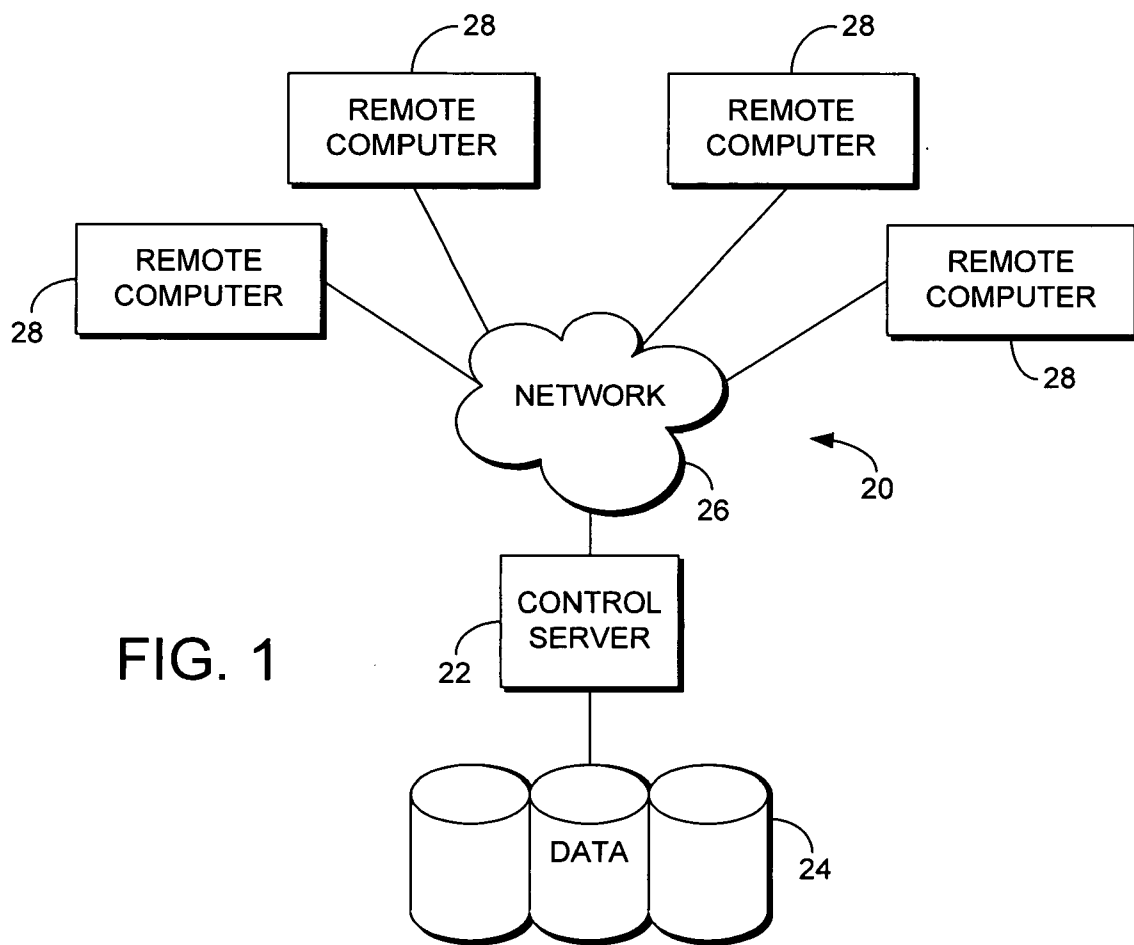 28
28
REMOTE
COMPUTER
REMOTE
COMPUTER
REMOTE
COMPUTER
REMOTE
COMPUTER
28
28
NETWORK
26
20
CONTROL
SERVER
22
FIG. 1
DATA
24